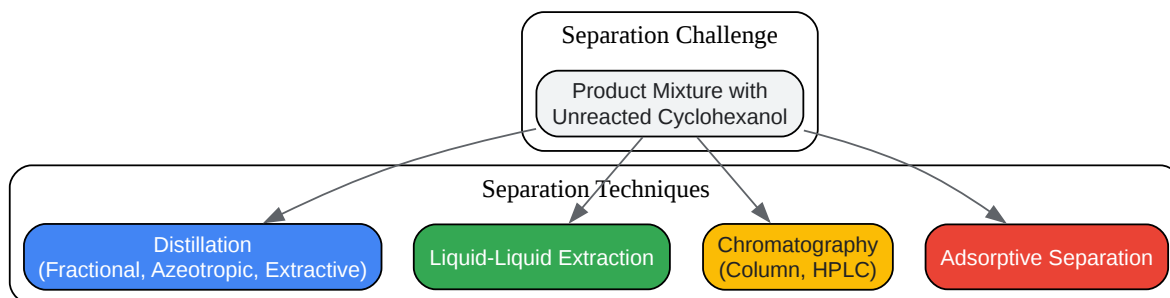 Separation Challenge
Product Mixture with
Unreacted Cyclohexanol
Separation Techniques
Distillation
(Fractional, Azeotropic, Extractive)
Liquid-Liquid Extraction
Chromatography
(Column, HPLC)
Adsorptive Separation